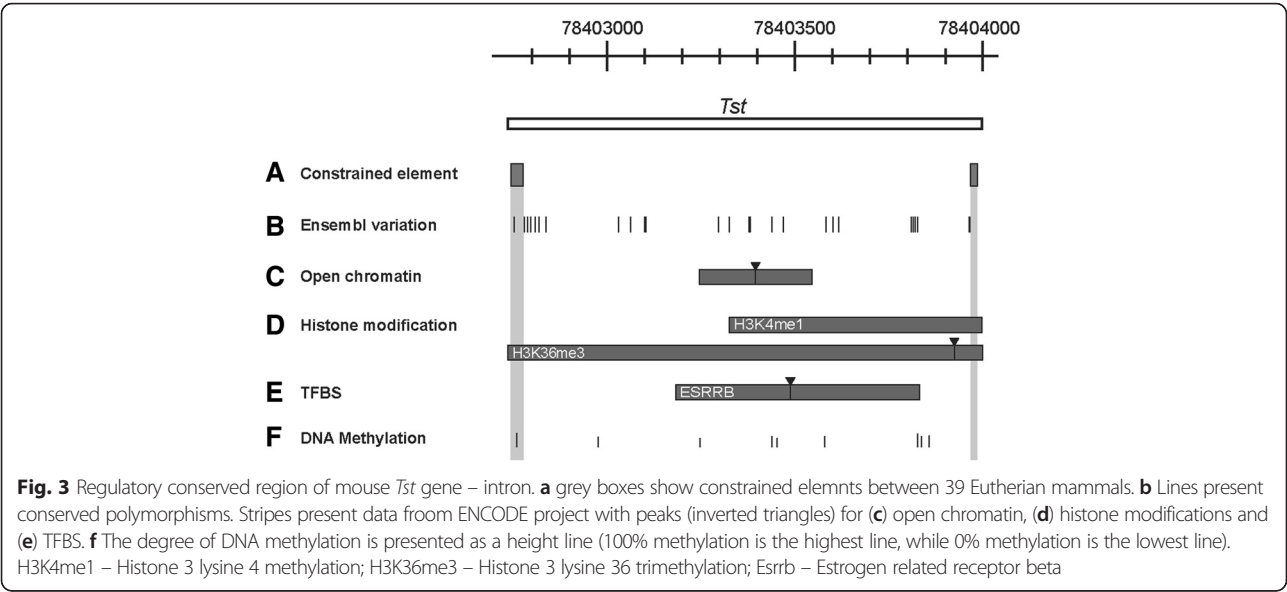 78403000 78403500 78404000
Tst
A Constrained element
B Ensembl variation
C Open chromatin
D Histone modification
H3K4me1
H3K36me3
E TFBS
ESRRB
F DNA Methylation
Fig. 3 Regulatory conserved region of mouse Tst gene – intron. a grey boxes show constrained elemnts between 39 Eutherian mammals. b Lines present
conserved polymorphisms. Stripes present data froom ENCODE project with peaks (inverted triangles) for (c) open chromatin, (d) histone modifications and
(e) TFBS. f The degree of DNA methylation is presented as a height line (100% methylation is the highest line, while 0% methylation is the lowest line).
H3K4me1 – Histone 3 lysine 4 methylation; H3K36me3 – Histone 3 lysine 36 trimethylation; Esrrb – Estrogen related receptor beta